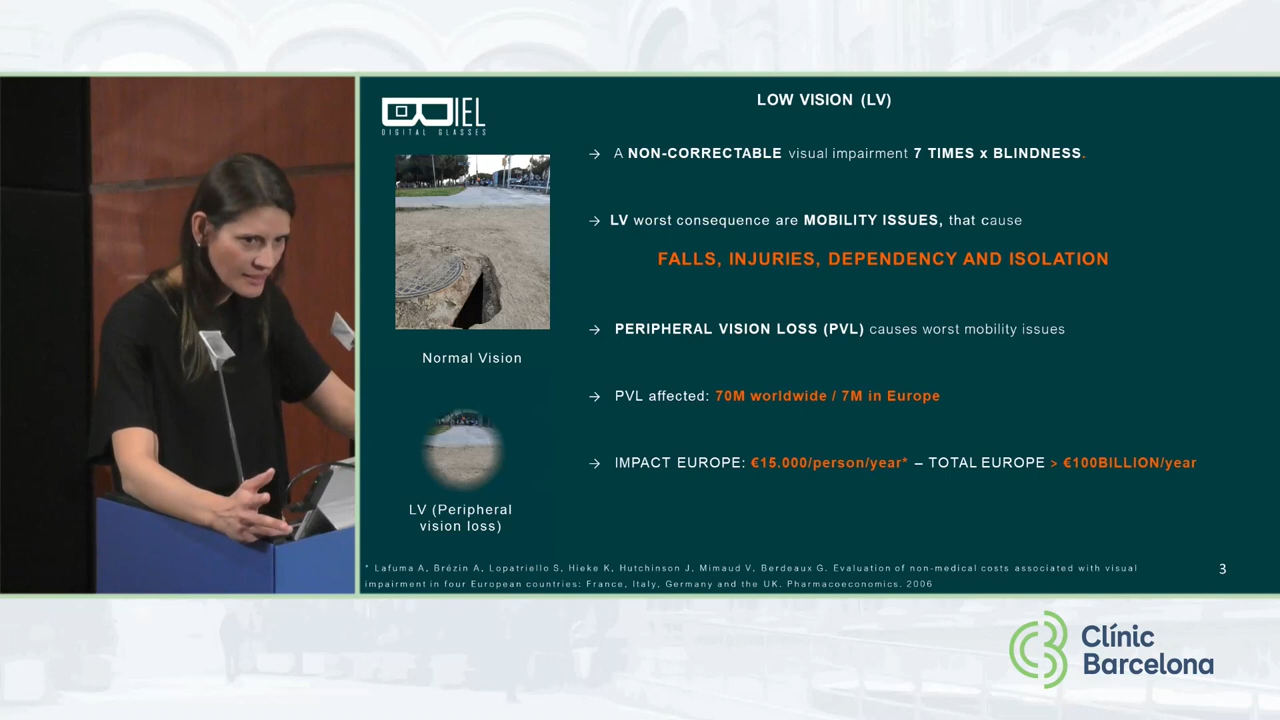 BIEL
DIGITAL GLASSES
LOW VISION (LV)
→ A NON-CORRECTABLE visual impairment 7 TIMES x BLINDNESS.
→ LV worst consequence are MOBILITY ISSUES, that cause
FALLS, INJURIES, DEPENDENCY AND ISOLATION
→ PERIPHERAL VISION LOSS (PVL) causes worst mobility issues
Normal Vision
→ PVL affected: 70M worldwide / 7M in Europe
→ IMPACT EUROPE: €15.000/person/year* – TOTAL EUROPE > €100BILLION/year
LV (Peripheral
vision loss)
* Lafuma A, Brézin A, Lopatriello S, Hieke K, Hutchinson J, Mimaud V, Berdeaux G. Evaluation of non-medical costs associated with visual
impairment in four European countries: France, Italy, Germany and the UK. Pharmacoeconomics. 2006
3
Clínic
Barcelona